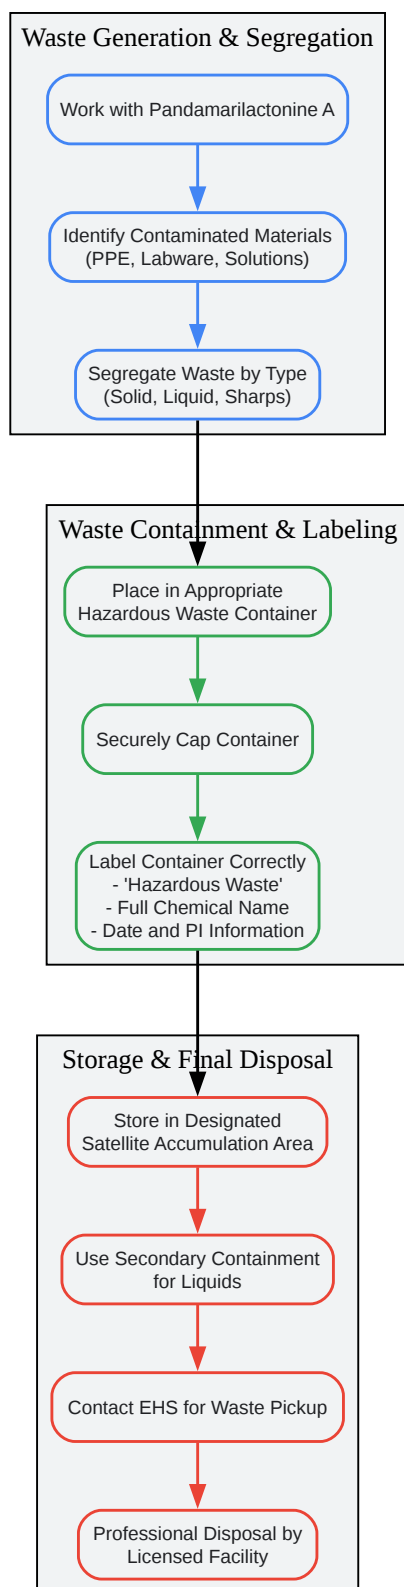 Waste Generation & Segregation
Work with Pandamarilactonine A
Identify Contaminated Materials
(PPE, Labware, Solutions)
Segregate Waste by Type
(Solid, Liquid, Sharps)
Waste Containment & Labeling
Place in Appropriate
Hazardous Waste Container
Securely Cap Container
Label Container Correctly
- 'Hazardous Waste'
- Full Chemical Name
- Date and PI Information
Storage & Final Disposal
Store in Designated
Satellite Accumulation Area
Use Secondary Containment
for Liquids
Contact EHS for Waste Pickup
Professional Disposal by
Licensed Facility